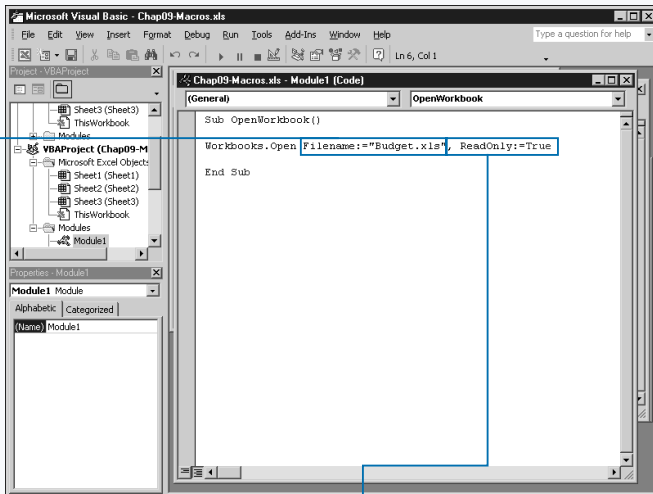 Microsoft Visual Basic - Chap09-Macros.xls
File Edit View Insert Format Debug Run Tools Add-Ins Window Help
Type a question for help
Ln 6, Col 1
Project - VBAProject
Sheet3 (Sheet3)
ThisWorkbook
Modules
VBAProject (Chap09-M
Microsoft Excel Objects
Sheet1 (Sheet1)
Sheet2 (Sheet2)
Sheet3 (Sheet3)
ThisWorkbook
Modules
Module1
Properties - Module1
Module1 Module
Alphabetic Categorized
(Name) Module1
Chap09-Macros.xls - Module1 (Code)
(General) OpenWorkbook
Sub OpenWorkbook()
Workbooks.Open Filename:="Budget.xls", ReadOnly:=True
End Sub